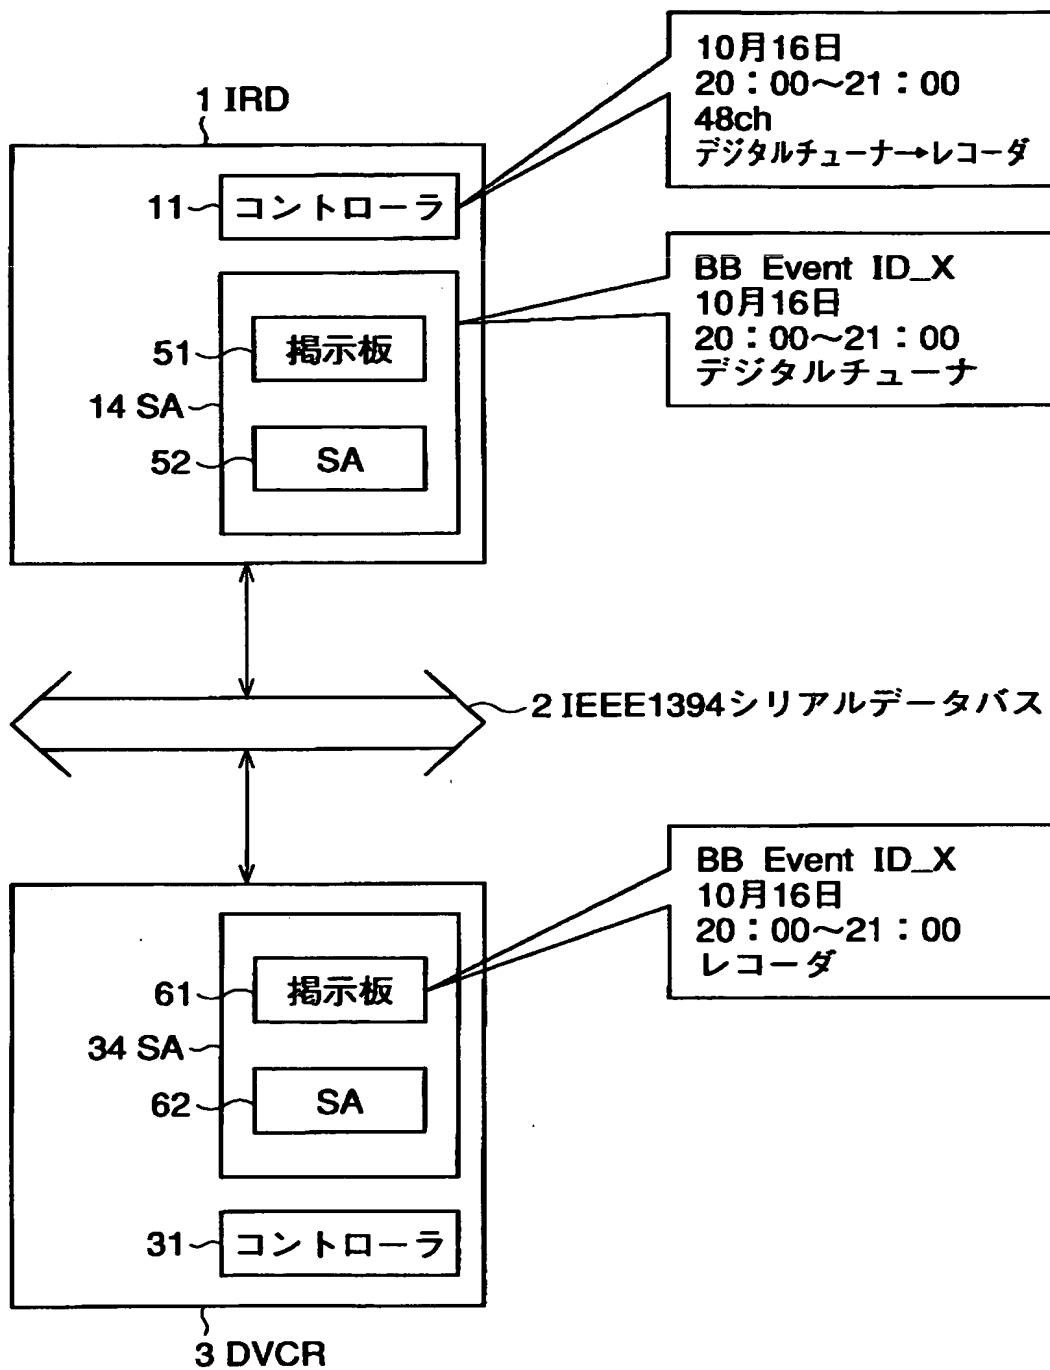 10月16日
20：00～21：00
48ch
デジタルチューナ→レコーダ
1 IRD
11 コントローラ
BB Event ID_X
10月16日
20：00～21：00
デジタルチューナ
51 掲示板
14 SA
52 SA
2 IEEE1394シリアルデータバス
BB Event ID_X
10月16日
20：00～21：00
レコーダ
61 掲示板
34 SA
62 SA
31 コントローラ
3 DVCR